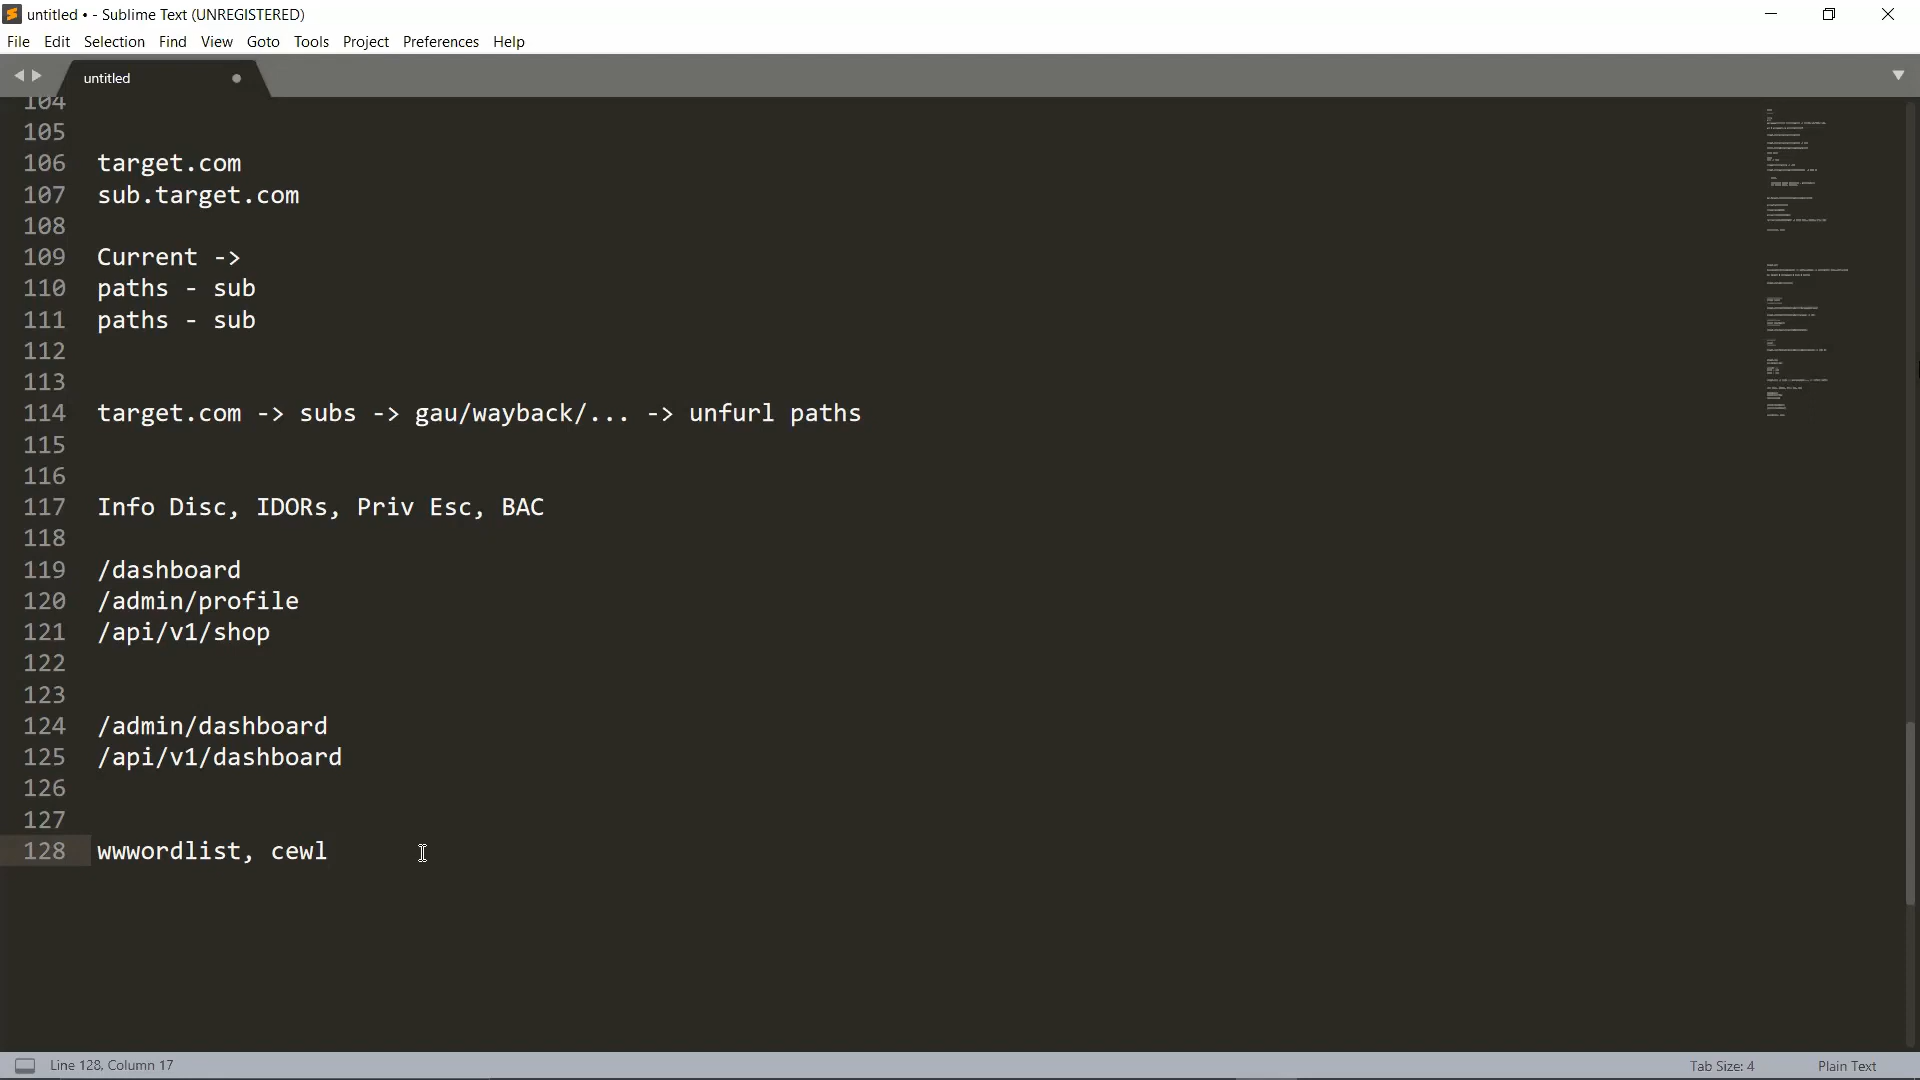 untitled • - Sublime Text (UNREGISTERED)
File Edit Selection Find View Goto Tools Project Preferences Help
untitled
104
105
106 target.com
107 sub.target.com
108
109 Current ->
110 paths - sub
111 paths - sub
112
113
114 target.com -> subs -> gau/wayback/... -> unfurl paths
115
116
117 Info Disc, IDORs, Priv Esc, BAC
118
119 /dashboard
120 /admin/profile
121 /api/v1/shop
122
123
124 /admin/dashboard
125 /api/v1/dashboard
126
127
128 wwwordlist, cewl
Line 128, Column 17 Tab Size: 4 Plain Text